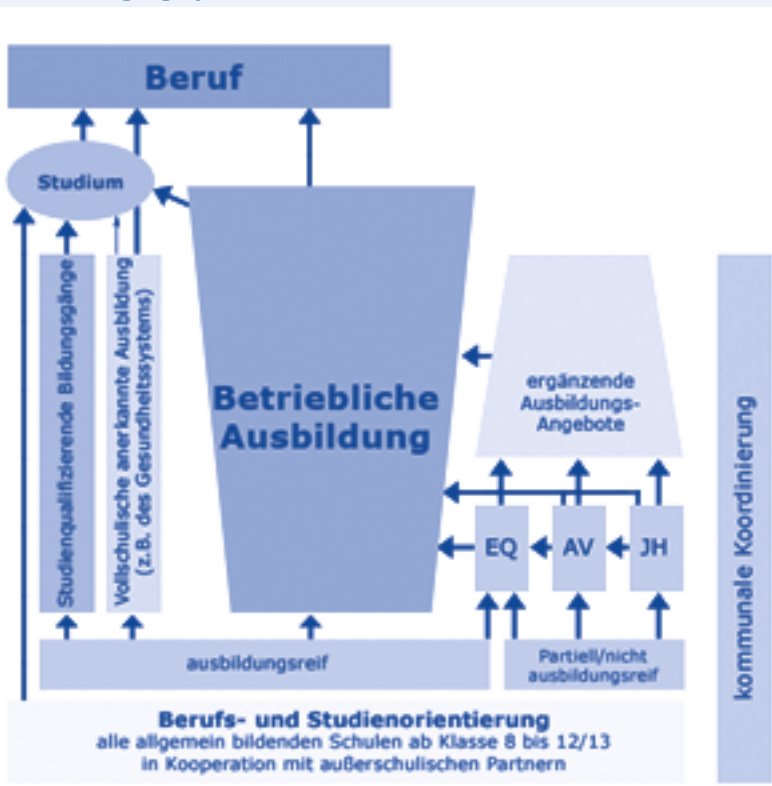 Beruf
Studium
Studienqualifizierende Bildungsgänge
Vollschulische anerkannte Ausbildung
(z.B. des Gesundheitssystems)
Betriebliche
Ausbildung
ergänzende
Ausbildungs-
Angebote
EQ
AV
JH
kommunale Koordinierung
ausbildungsreif
Partiell/nicht
ausbildungsreif
Berufs- und Studienorientierung
alle allgemein bildenden Schulen ab Klasse 8 bis 12/13
in Kooperation mit außerschulischen Partnern